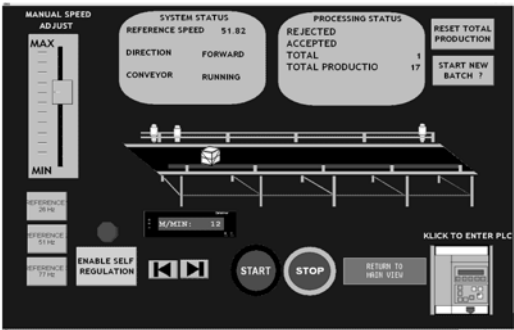 MANUAL SPEED
ADJUST
MAX
MIN
SYSTEM STATUS
REFERENCE SPEED 51.82
DIRECTION FORWARD
CONVEYOR RUNNING
PROCESSING STATUS
REJECTED
ACCEPTED
TOTAL 1
TOTAL PRODUCTIO 17
RESET TOTAL
PRODUCTION
START NEW
BATCH ?
REFERENCE
26 Hz
REFERENCE
51 Hz
REFERENCE
77 Hz
M/MIN: 12
ENABLE SELF
REGULATION
START
STOP
RETURN TO
MAIN VIEW
KLICK TO ENTER PLC